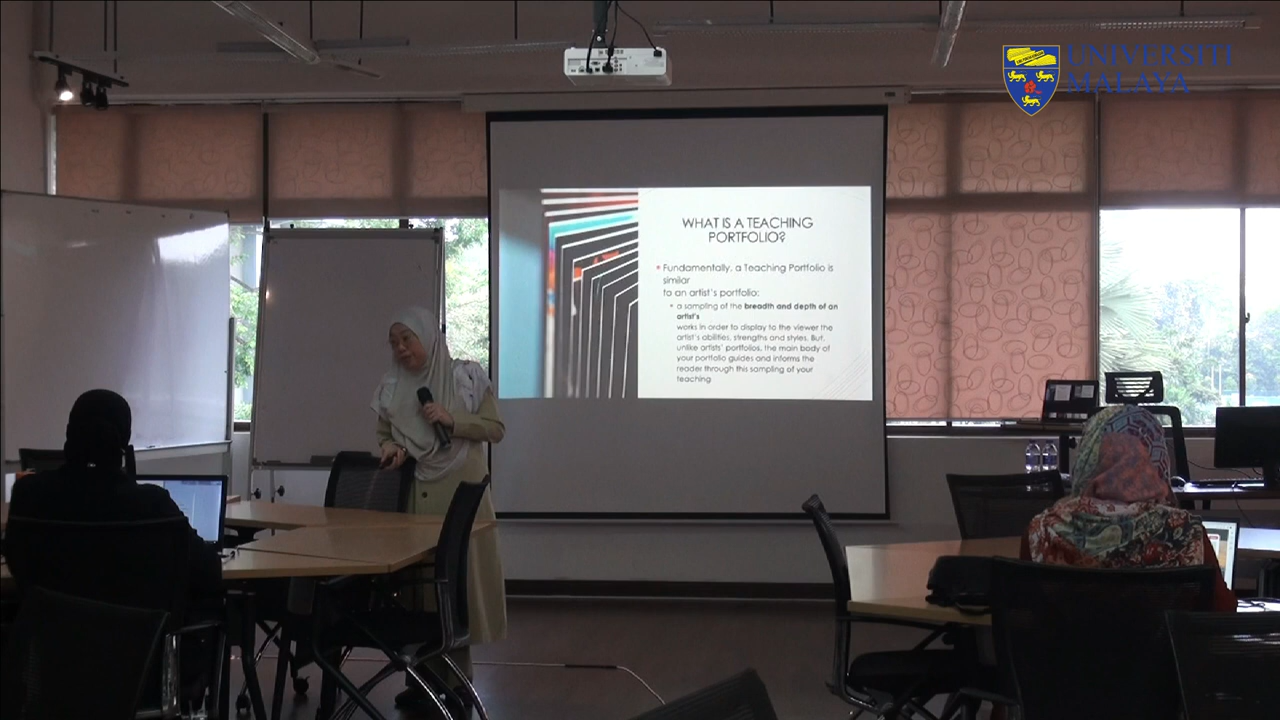 UNIVERSITI
MALAYA
WHAT IS A TEACHING
PORTFOLIO?
Fundamentally, a Teaching Portfolio is
similar
to an artist's portfolio:
a sampling of the breadth and depth of an
artist's
works in order to display to the viewer the
artist's abilities, strengths and styles. But,
unlike artists' portfolios, the main body of
your portfolio guides and informs the
reader through this sampling of your
teaching